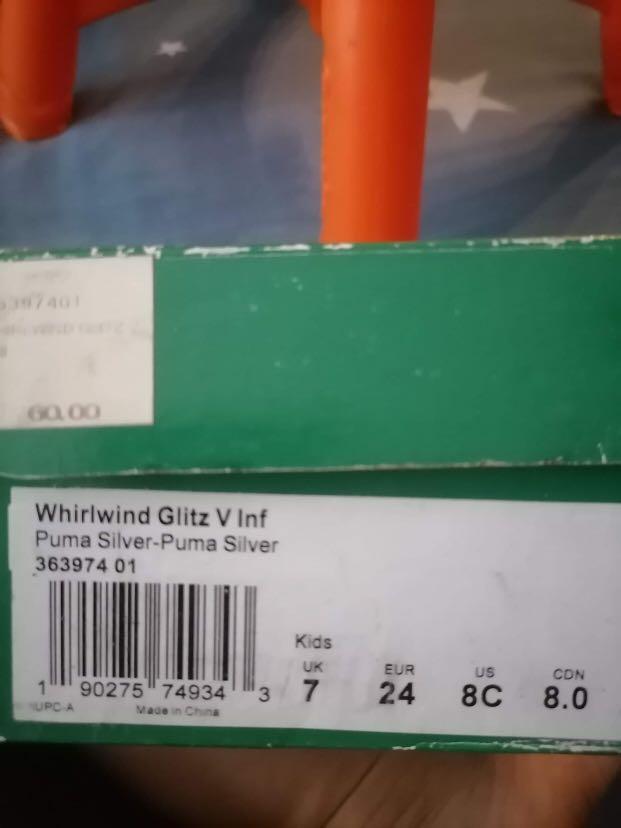 60.00
Whirlwind Glitz V Inf
Puma Silver-Puma Silver
363974 01
Kids
UK EUR US CDN
7 24 8C 8.0
1 90275 74934 3
UPC-A Made in China